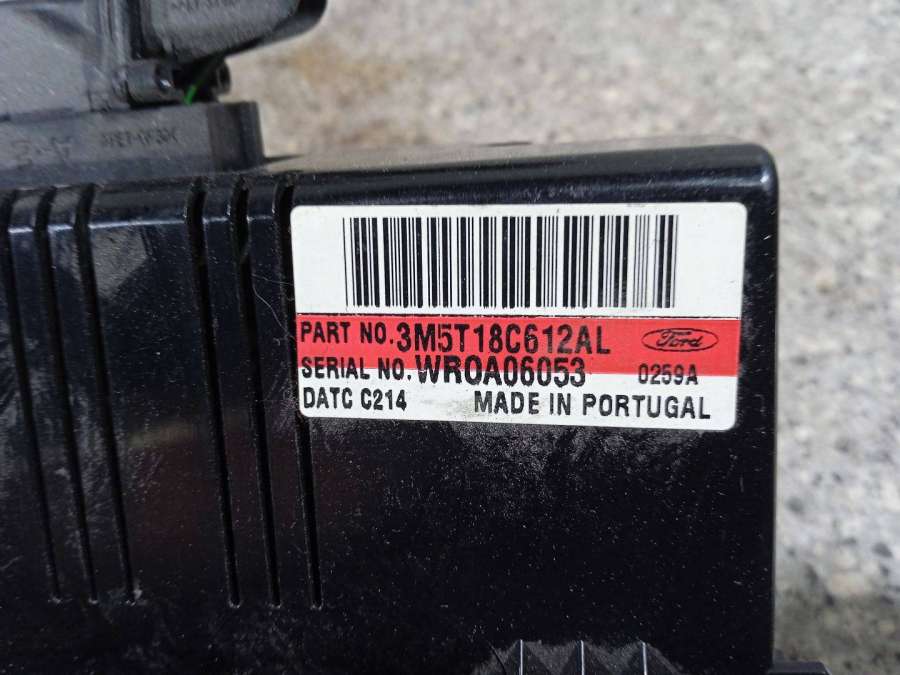 PART NO. 3M5T18C612AL Ford
SERIAL NO. WR0A06053 0259A
DATC C214 MADE IN PORTUGAL